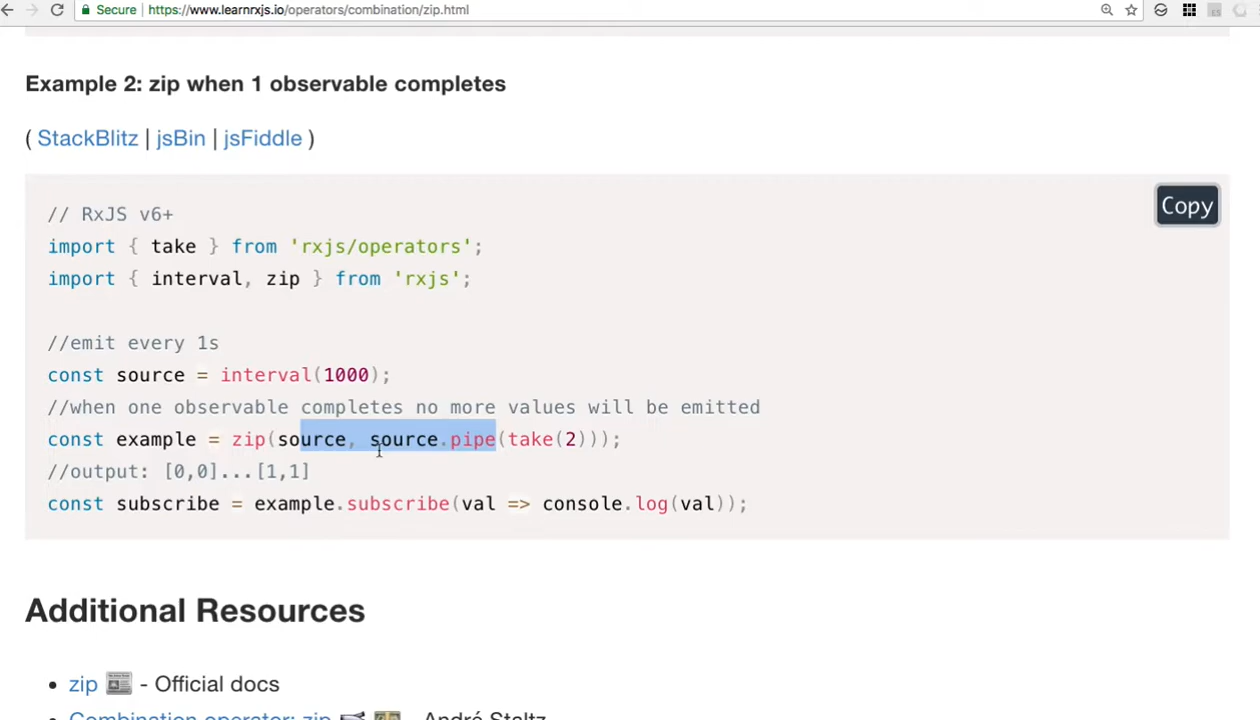 Secure | https://www.learnrxjs.io/operators/combination/zip.html
Example 2: zip when 1 observable completes
( StackBlitz | jsBin | jsFiddle )
Copy
// RxJS v6+
import { take } from 'rxjs/operators';
import { interval, zip } from 'rxjs';
//emit every 1s
const source = interval(1000);
//when one observable completes no more values will be emitted
const example = zip(source, source.pipe(take(2)));
//output: [0,0]...[1,1]
const subscribe = example.subscribe(val => console.log(val));
Additional Resources
• zip 📰 - Official docs
Combination operator: zip - André Staltz